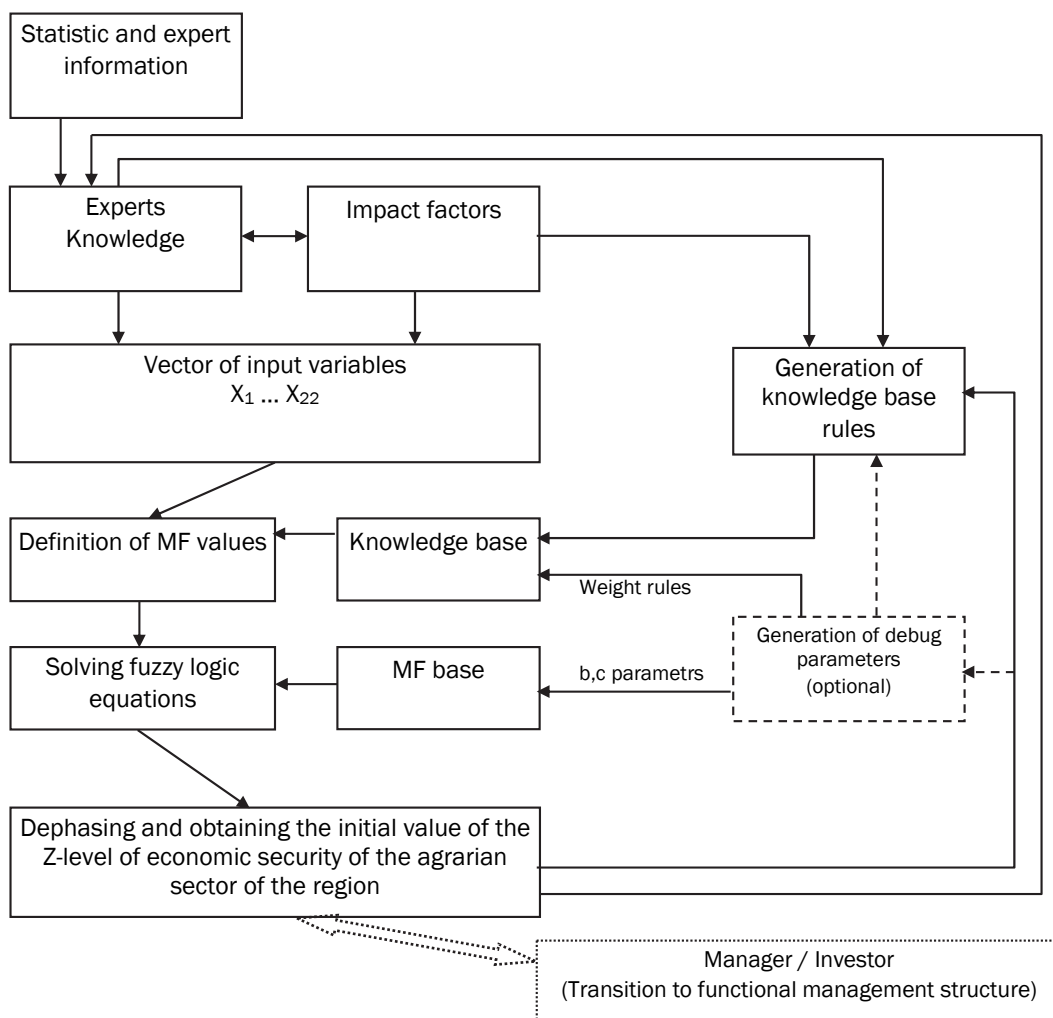 Statistic and expert
information
Experts
Knowledge
Impact factors
Vector of input variables
X₁ ... X₂₂
Generation of
knowledge base
rules
Definition of MF values
Knowledge base
Weight rules
Generation of debug
parameters
(optional)
Solving fuzzy logic
equations
MF base
b,c parametrs
Dephasing and obtaining the initial value of the
Z-level of economic security of the agrarian
sector of the region
Manager / Investor
(Transition to functional management structure)